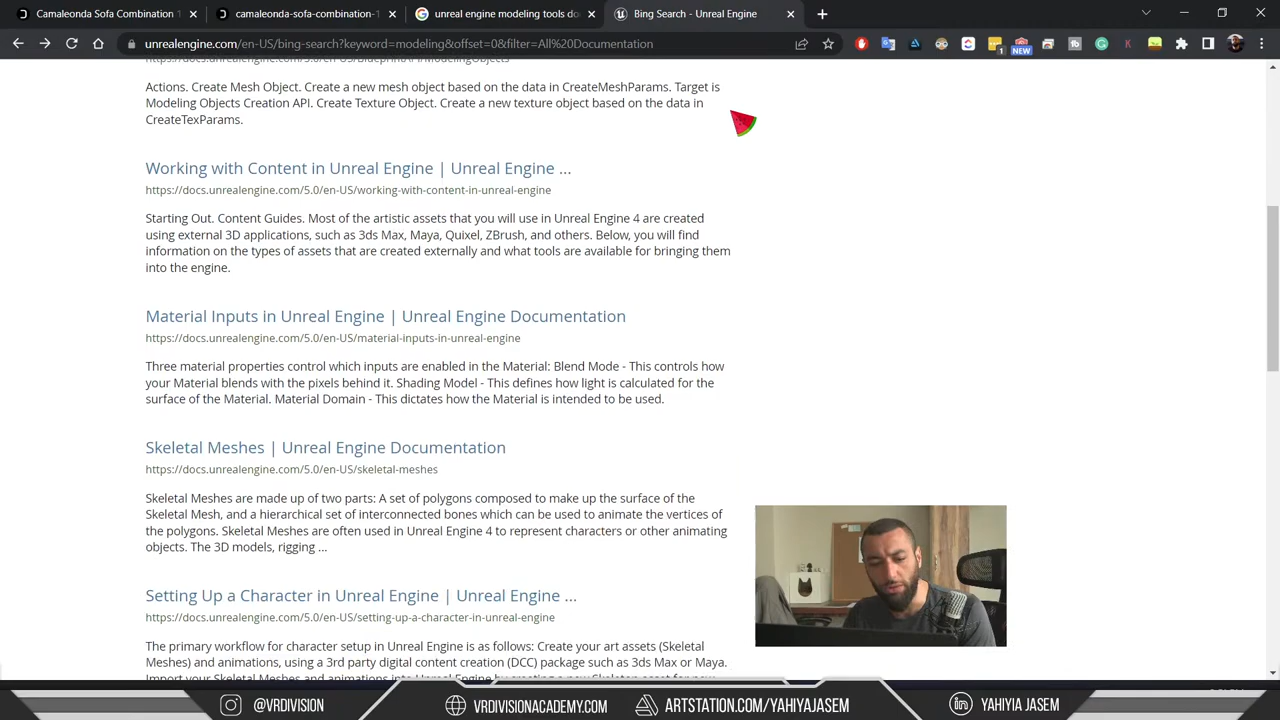 Camaleonda Sofa Combination 1
camaleonda-sofa-combination-1
unreal engine modeling tools do
Bing Search - Unreal Engine
unrealengine.com/en-US/bing-search?keyword=modeling&offset=0&filter=All%20Documentation
NEW
Actions. Create Mesh Object. Create a new mesh object based on the data in CreateMeshParams. Target is
Modeling Objects Creation API. Create Texture Object. Create a new texture object based on the data in
CreateTexParams.
Working with Content in Unreal Engine | Unreal Engine ...
https://docs.unrealengine.com/5.0/en-US/working-with-content-in-unreal-engine
Starting Out. Content Guides. Most of the artistic assets that you will use in Unreal Engine 4 are created
using external 3D applications, such as 3ds Max, Maya, Quixel, ZBrush, and others. Below, you will find
information on the types of assets that are created externally and what tools are available for bringing them
into the engine.
Material Inputs in Unreal Engine | Unreal Engine Documentation
https://docs.unrealengine.com/5.0/en-US/material-inputs-in-unreal-engine
Three material properties control which inputs are enabled in the Material: Blend Mode - This controls how
your Material blends with the pixels behind it. Shading Model - This defines how light is calculated for the
surface of the Material. Material Domain - This dictates how the Material is intended to be used.
Skeletal Meshes | Unreal Engine Documentation
https://docs.unrealengine.com/5.0/en-US/skeletal-meshes
Skeletal Meshes are made up of two parts: A set of polygons composed to make up the surface of the
Skeletal Mesh, and a hierarchical set of interconnected bones which can be used to animate the vertices of
the polygons. Skeletal Meshes are often used in Unreal Engine 4 to represent characters or other animating
objects. The 3D models, rigging ...
Setting Up a Character in Unreal Engine | Unreal Engine ...
https://docs.unrealengine.com/5.0/en-US/setting-up-a-character-in-unreal-engine
The primary workflow for character setup in Unreal Engine is as follows: Create your art assets (Skeletal
Meshes) and animations, using a 3rd party digital content creation (DCC) package such as 3ds Max or Maya.
@VRDIVISION
VRDIVISIONACADEMY.COM
ARTSTATION.COM/YAHIYAJASEM
YAHIYIA JASEM